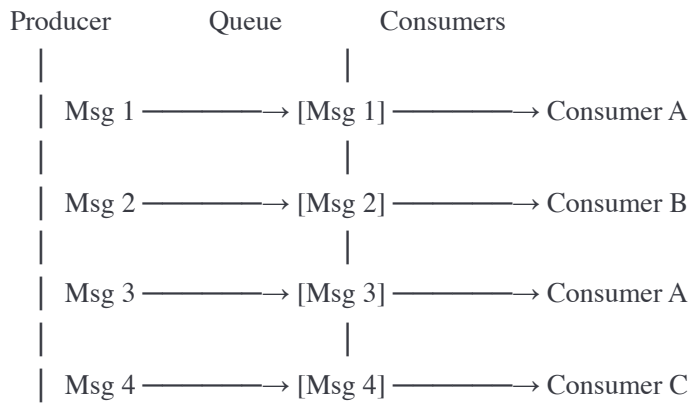 Producer Queue Consumers
| |
| Msg 1 ———→ [Msg 1] ———→ Consumer A
| |
| Msg 2 ———→ [Msg 2] ———→ Consumer B
| |
| Msg 3 ———→ [Msg 3] ———→ Consumer A
| |
| Msg 4 ———→ [Msg 4] ———→ Consumer C